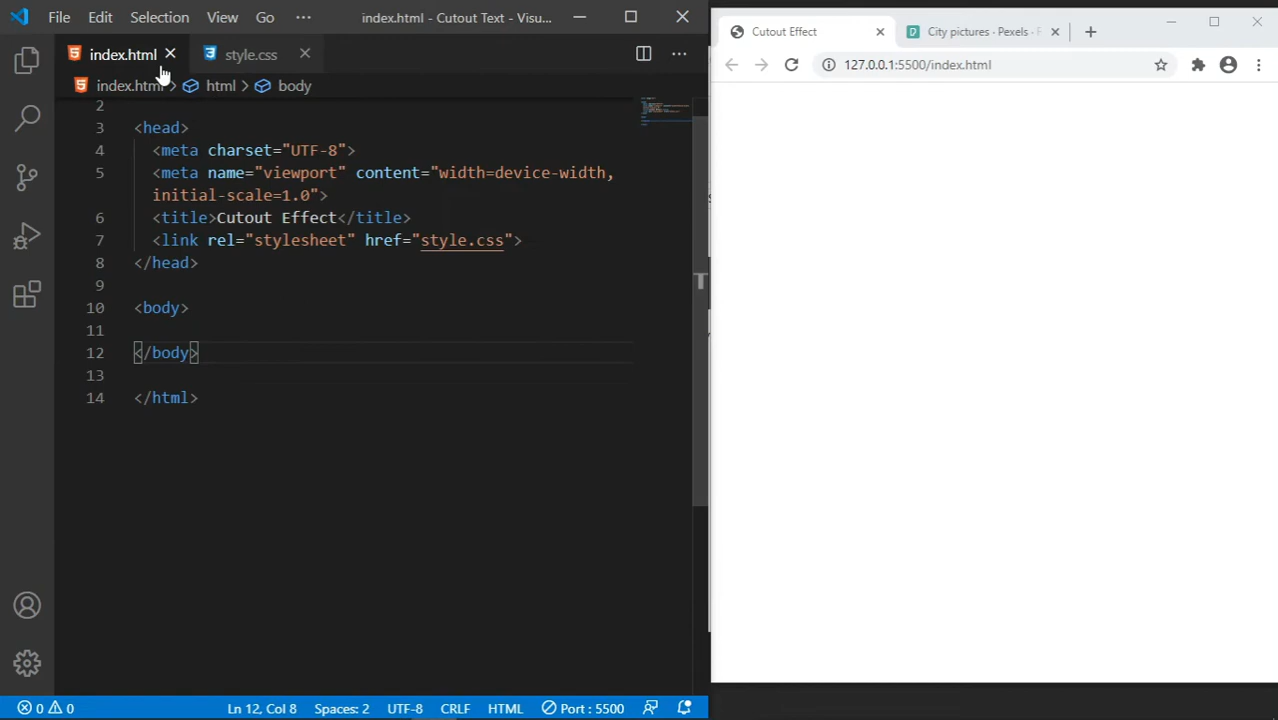 File Edit Selection View Go ··· index.html - Cutout Text - Visu...
index.html style.css
index.htm html body
2
3 <head>
4 <meta charset="UTF-8">
5 <meta name="viewport" content="width=device-width,
initial-scale=1.0">
6 <title>Cutout Effect</title>
7 <link rel="stylesheet" href="style.css">
8 </head>
9
10 <body>
11
12 </body>
13
14 </html>
0 0 Ln 12, Col 8 Spaces: 2 UTF-8 CRLF HTML Port : 5500
Cutout Effect City pictures · Pexels ·
127.0.0.1:5500/index.html